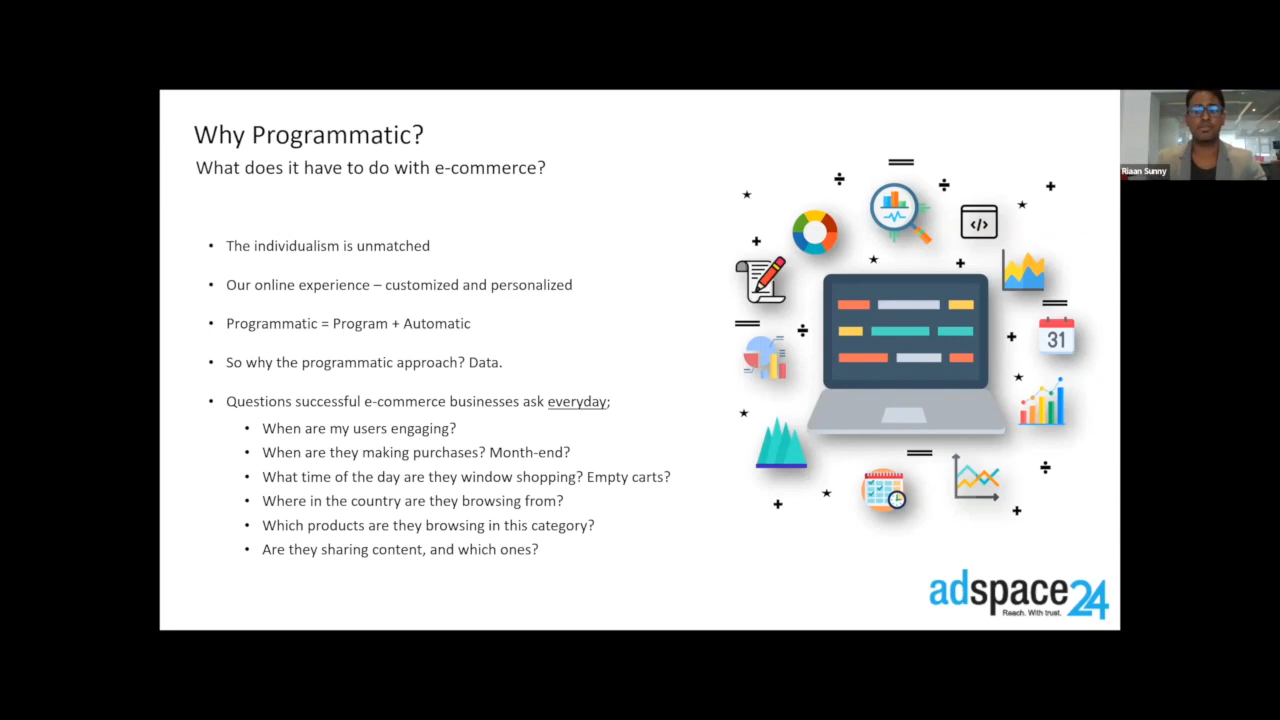 Why Programmatic?
What does it have to do with e-commerce?
Riaan Sunny
• The individualism is unmatched
• Our online experience – customized and personalized
• Programmatic = Program + Automatic
• So why the programmatic approach? Data.
• Questions successful e-commerce businesses ask everyday;
• When are my users engaging?
• When are they making purchases? Month-end?
• What time of the day are they window shopping? Empty carts?
• Where in the country are they browsing from?
• Which products are they browsing in this category?
• Are they sharing content, and which ones?
</>
31
adspace24
Reach. With trust.